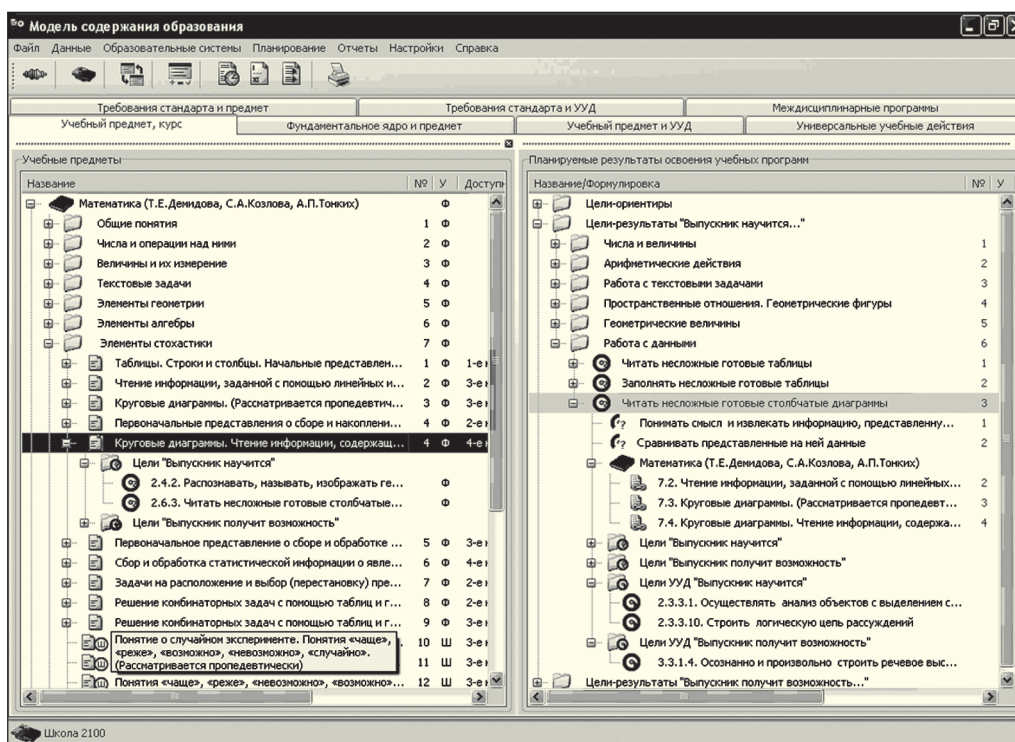 Модель содержания образования
Файл Данные Образовательные системы Планирование Отчеты Настройки Справка
Требования стандарта и предмет Требования стандарта и УУД Междисциплинарные программы
Учебный предмет, курс Фундаментальное ядро и предмет Учебный предмет и УУД Универсальные учебные действия
Учебные предметы
Название № У Доступн
Математика (Т.Е.Демидова, С.А.Козлова, А.П.Тонких) Ф
Общие понятия 1 Ф
Числа и операции над ними 2 Ф
Величины и их измерение 3 Ф
Текстовые задачи 4 Ф
Элементы геометрии 5 Ф
Элементы алгебры 6 Ф
Элементы стохастики 7 Ф
Таблицы. Строки и столбцы. Начальные представлен... 1 Ф 1-е
Чтение информации, заданной с помощью линейных и... 2 Ф 3-е
Круговые диаграммы. (Рассматривается пропедевтич... 3 Ф 3-е
Первоначальные представления о сборе и накоплени... 4 Ф 2-е
Круговые диаграммы. Чтение информации, содержащ... 4 Ф 4-е
Цели "Выпускник научится"
2.4.2. Распознавать, называть, изображать ге... Ф
2.6.3. Читать несложные готовые столбчатые... Ф
Цели "Выпускник получит возможность"
Первоначальное представление о сборе и обработке ... 5 Ф 3-е
Сбор и обработка статистической информации о явле... 6 Ф 4-е
Задачи на расположение и выбор (перестановку) пре... 7 Ф 2-е
Решение комбинаторных задач с помощью таблиц и г... 8 Ф 2-е
Решение комбинаторных задач с помощью таблиц и г... 9 Ф 3-е
Понятие о случайном эксперименте. Понятия «чаще», 10 Ш 3-е
«реже», «возможно», «невозможно», «случайно». 11 Ш 3-е
(Рассматривается пропедевтически)
Понятия «чаще», «реже», «невозможно», «возможно»... 12 Ш 3-е
Планируемые результаты освоения учебных программ
Название/Формулировка № У
Цели-ориентиры
Цели-результаты "Выпускник научится..."
Числа и величины 1
Арифметические действия 2
Работа с текстовыми задачами 3
Пространственные отношения. Геометрические фигуры 4
Геометрические величины 5
Работа с данными 6
Читать несложные готовые таблицы 1
Заполнять несложные готовые таблицы 2
Читать несложные готовые столбчатые диаграммы 3
Понимать смысл и извлекать информацию, представленну... 1
Сравнивать представленные на ней данные 2
Математика (Т.Е.Демидова, С.А.Козлова, А.П.Тонких)
7.2. Чтение информации, заданной с помощью линейных... 2
7.3. Круговые диаграммы. (Рассматривается пропедевт... 3
7.4. Круговые диаграммы. Чтение информации, содержа... 4
Цели "Выпускник научится"
Цели "Выпускник получит возможность"
Цели УУД "Выпускник научится"
2.3.3.1. Осуществлять анализ объектов с выделением с...
2.3.3.10. Строить логическую цепь рассуждений
Цели УУД "Выпускник получит возможность"
3.3.1.4. Осознанно и произвольно строить речевое выс...
Цели-результаты "Выпускник получит возможность..."
Школа 2100